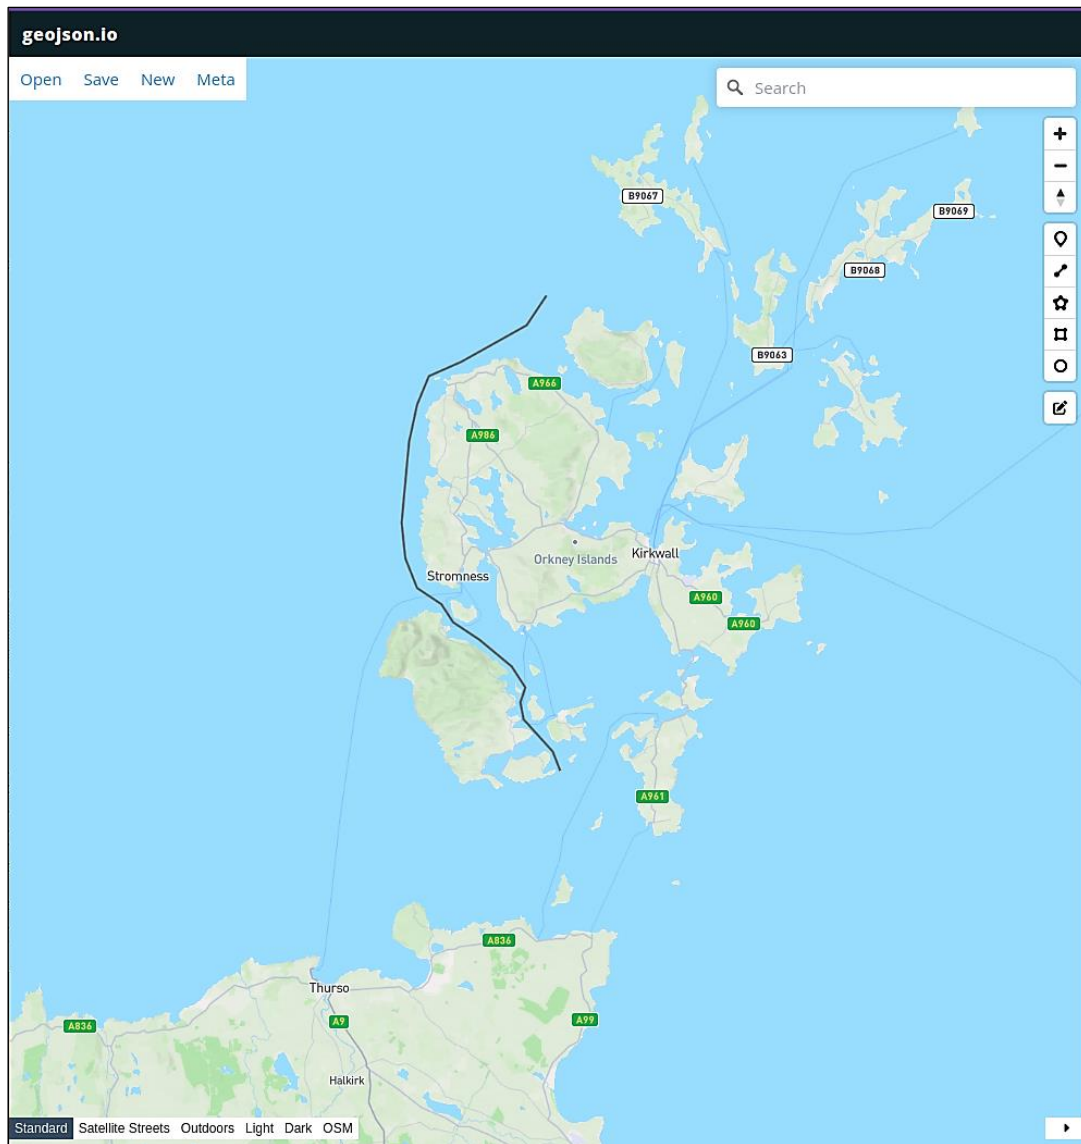 geojson.io
Open Save New Meta
Search
B9067
B9069
B9068
B9063
A966
A986
Orkney Islands
Kirkwall
Stromness
A960
A960
A961
A836
Thurso
A836
A9
A99
Halkirk
Standard Satellite Streets Outdoors Light Dark OSM